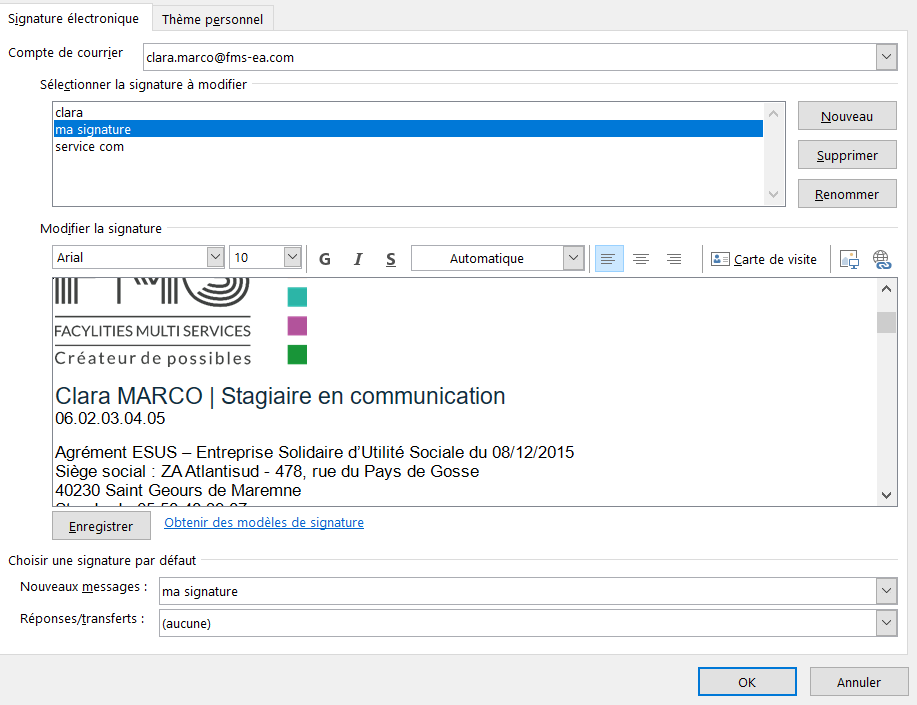 Signature électronique
Thème personnel
Compte de courrier
clara.marco@fms-ea.com
Sélectionner la signature à modifier
clara
ma signature
service com
Nouveau
Supprimer
Renommer
Modifier la signature
Arial
10
G
I
S
Automatique
Carte de visite
FMS
FACYLITIES MULTI SERVICES
Créateur de possibles
Clara MARCO | Stagiaire en communication
06.02.03.04.05
Agrément ESUS – Entreprise Solidaire d’Utilité Sociale du 08/12/2015
Siège social : ZA Atlantisud - 478, rue du Pays de Gosse
40230 Saint Geours de Maremne
Enregistrer
Obtenir des modèles de signature
Choisir une signature par défaut
Nouveaux messages :
ma signature
Réponses/transferts :
(aucune)
OK
Annuler